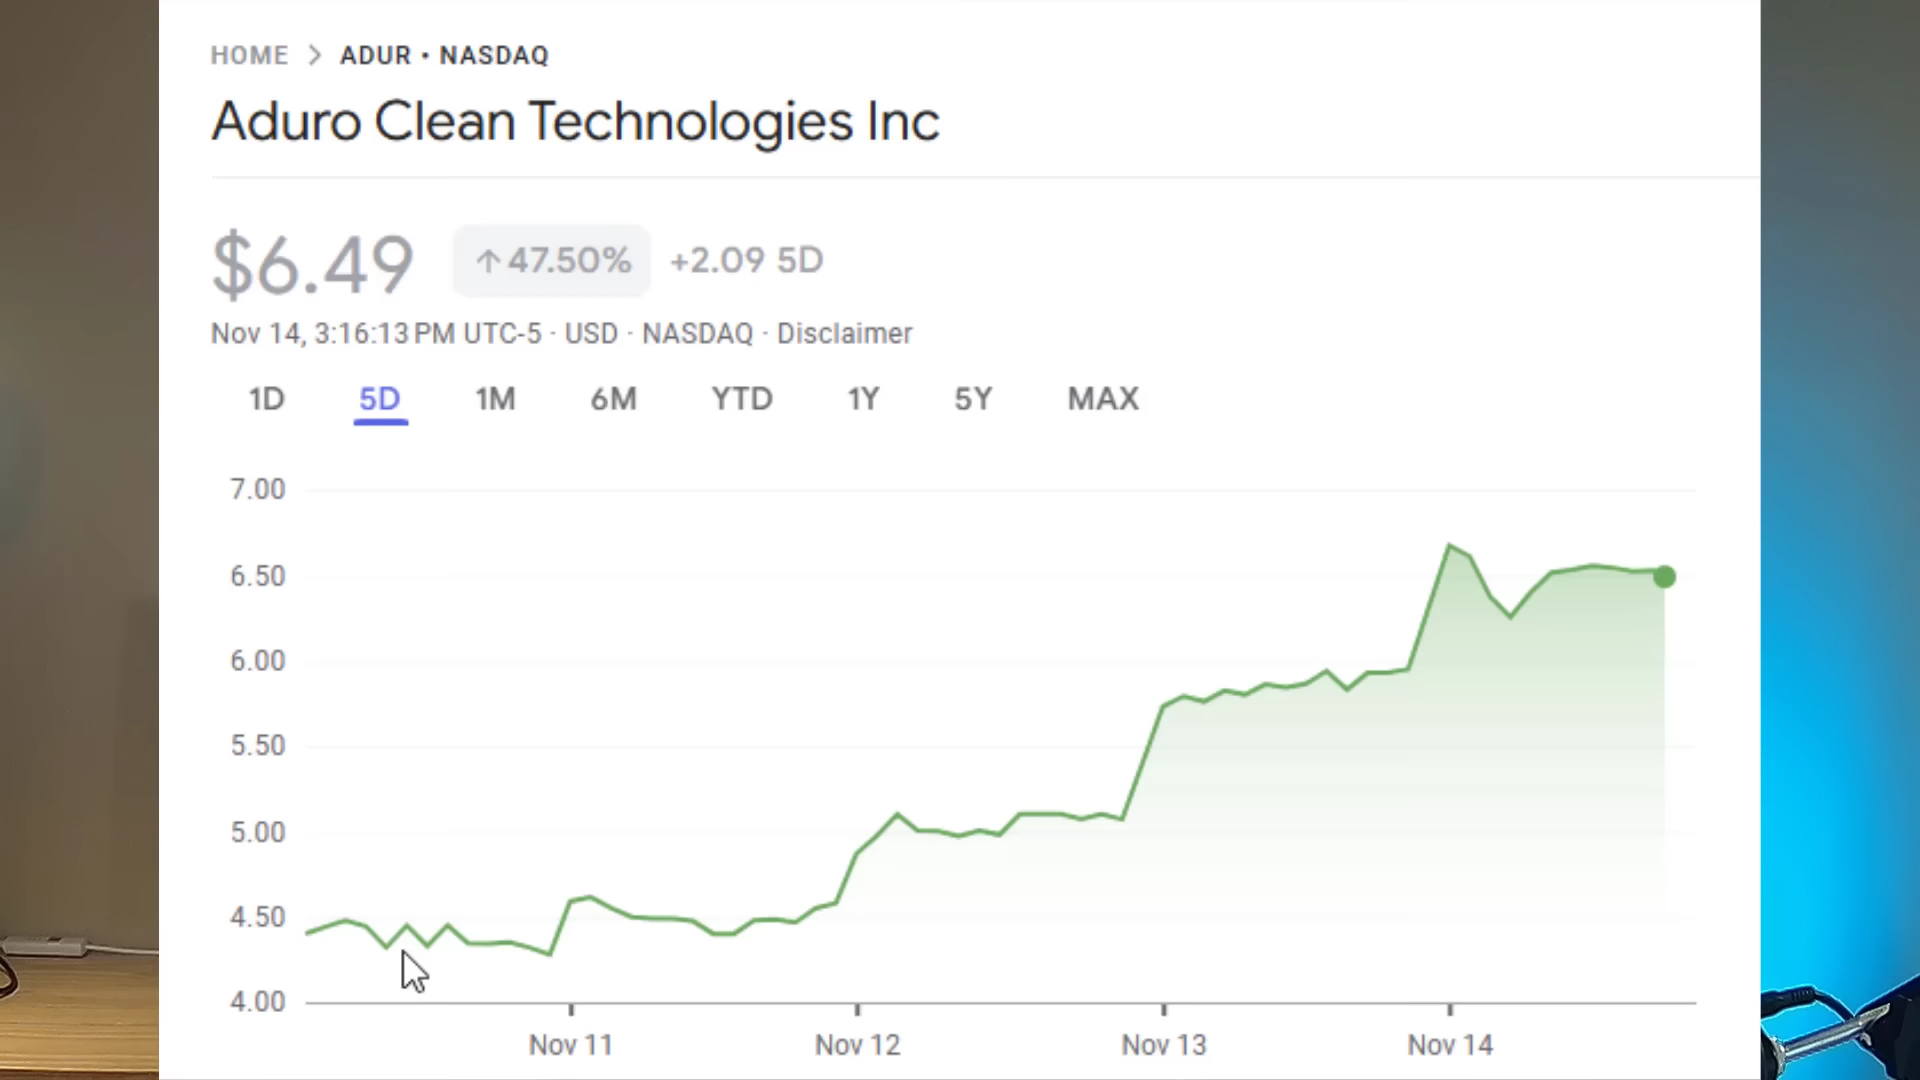 HOME > ADUR • NASDAQ
Aduro Clean Technologies Inc
$6.49 ↑ 47.50% +2.09 5D
Nov 14, 3:16:13 PM UTC-5 · USD · NASDAQ · Disclaimer
1D 5D 1M 6M YTD 1Y 5Y MAX
7.00
6.50
6.00
5.50
5.00
4.50
4.00
Nov 11 Nov 12 Nov 13 Nov 14